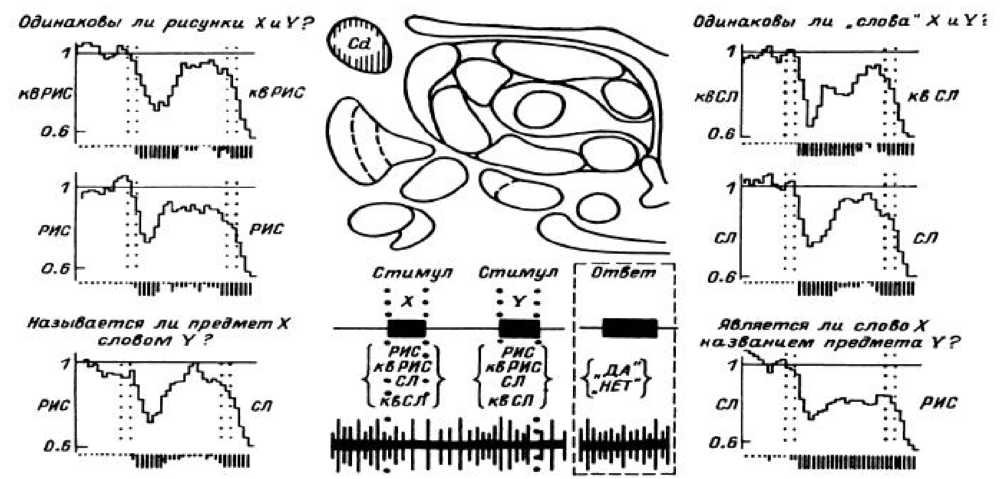 Одинаковы ли рисунки X и Y?
1
кв РИС
кв РИС
0.6
1
РИС
РИС
0.6
Называется ли предмет X
словом Y?
1
РИС
СЛ
0.6
Cd
Стимул
Стимул
Ответ
X
Y
РИС
кв РИС
СЛ
кв СЛ
РИС
кв РИС
СЛ
кв СЛ
„ДА"
„НЕТ"
Одинаковы ли „слова" X и Y?
1
кв СЛ
кв СЛ
0.6
1
СЛ
СЛ
0.6
Является ли слово X
названием предмета Y?
1
СЛ
РИС
0.6